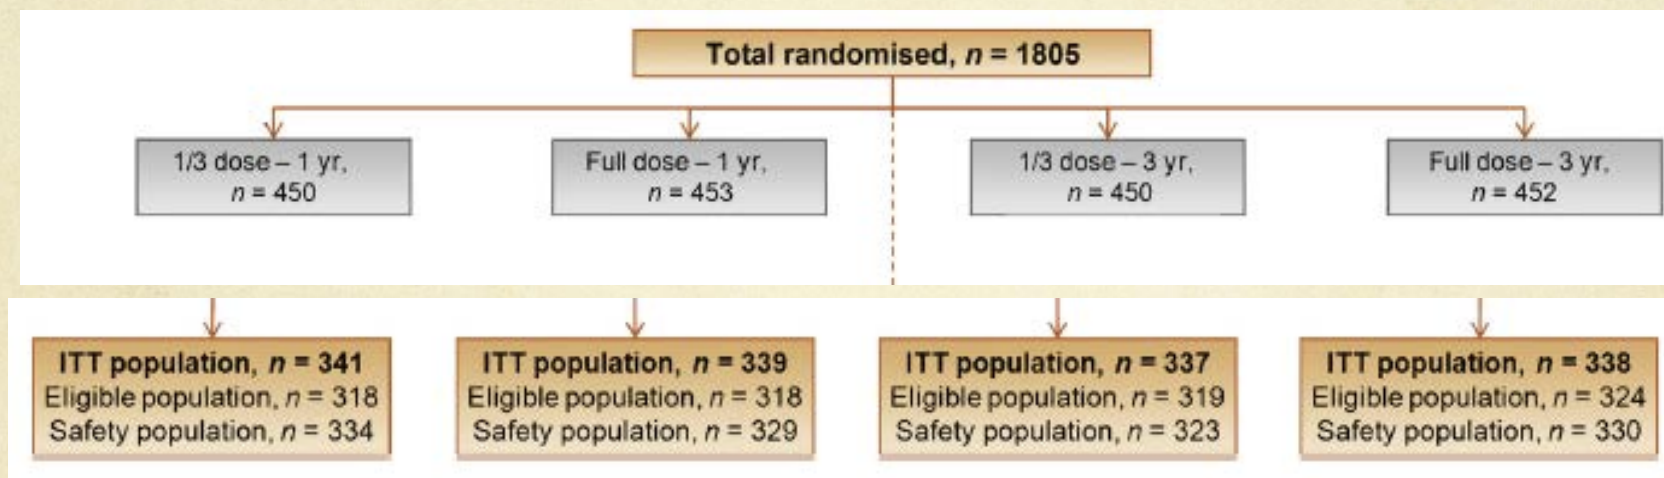 Total randomised, n = 1805
1/3 dose – 1 yr,
n = 450
Full dose – 1 yr,
n = 453
1/3 dose – 3 yr,
n = 450
Full dose – 3 yr,
n = 452
ITT population, n = 341
Eligible population, n = 318
Safety population, n = 334
ITT population, n = 339
Eligible population, n = 318
Safety population, n = 329
ITT population, n = 337
Eligible population, n = 319
Safety population, n = 323
ITT population, n = 338
Eligible population, n = 324
Safety population, n = 330